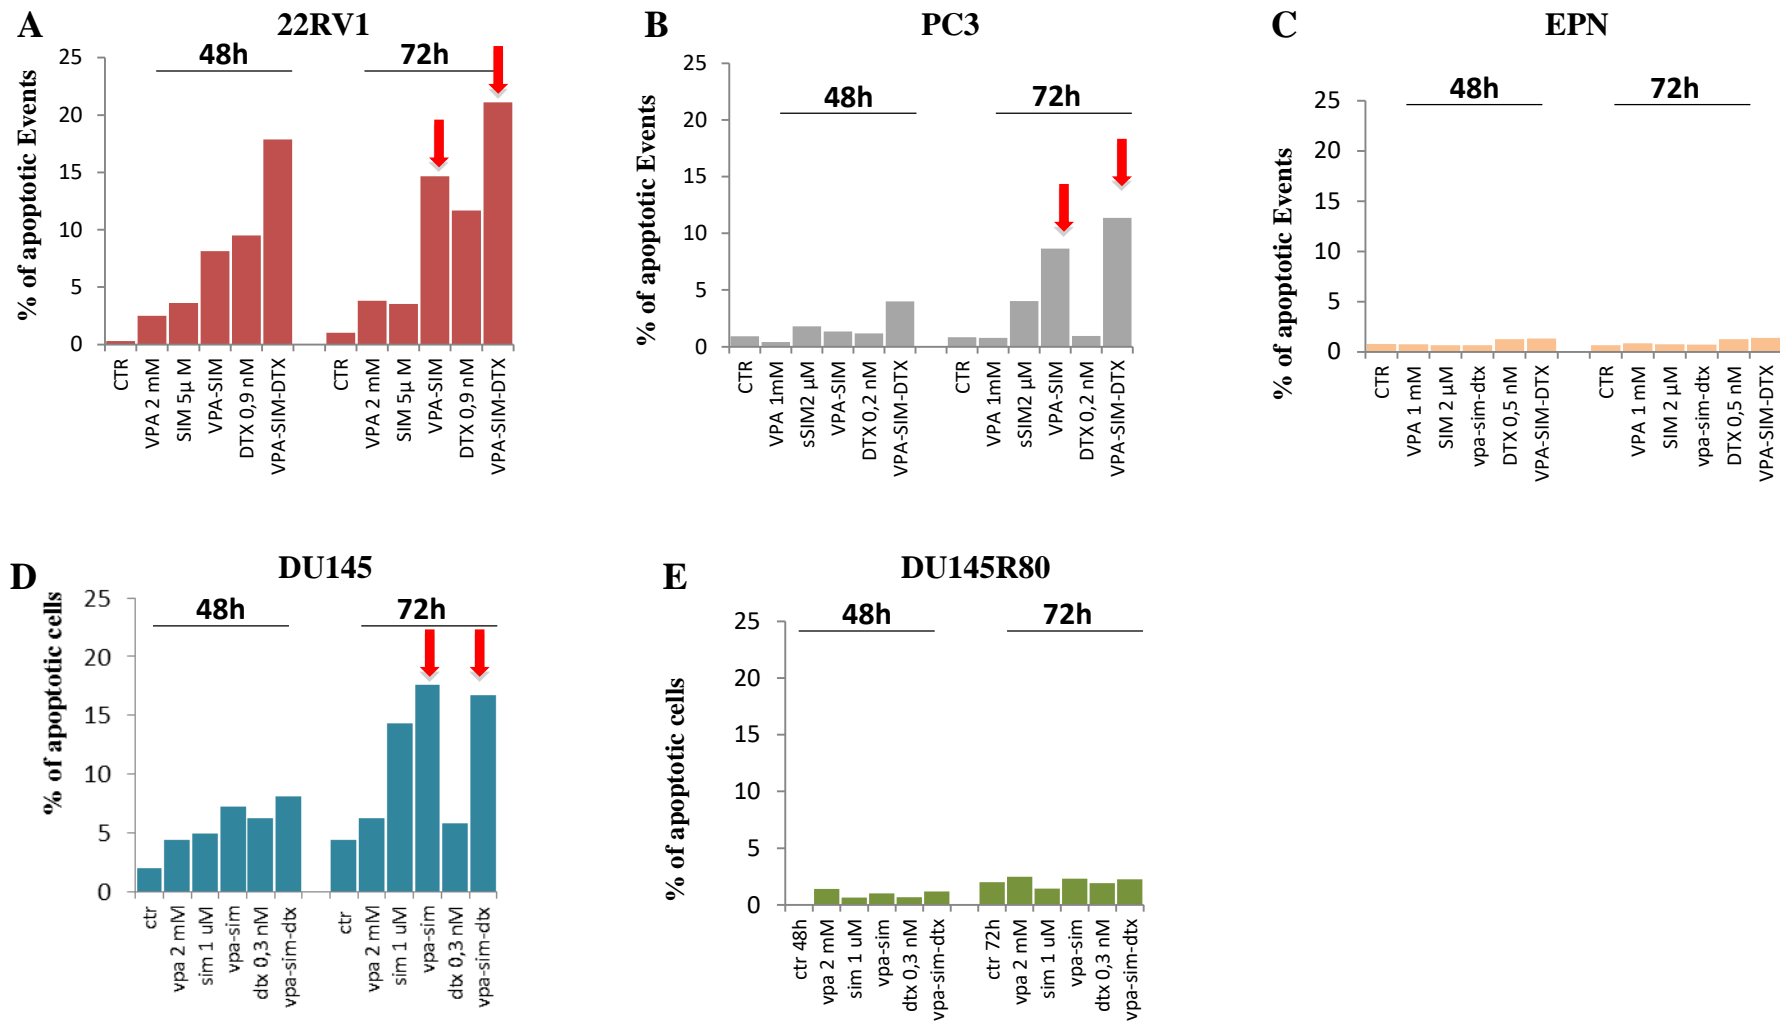 A
22RV1
48h
72h
% of apoptotic Events
25
20
15
10
5
0
CTR
VPA 2 mM
SIM 5µ M
VPA-SIM
DTX 0,9 nM
VPA-SIM-DTX
CTR
VPA 2 mM
SIM 5µ M
VPA-SIM
DTX 0,9 nM
VPA-SIM-DTX
B
PC3
48h
72h
% of apoptotic Events
25
20
15
10
5
0
CTR
VPA 1mM
sSIM2 µM
VPA-SIM
DTX 0,2 nM
VPA-SIM-DTX
CTR
VPA 1mM
sSIM2 µM
VPA-SIM
DTX 0,2 nM
VPA-SIM-DTX
C
EPN
48h
72h
% of apoptotic Events
25
20
15
10
5
0
CTR
VPA 1 mM
SIM 2 µM
vpa-sim-dtx
DTX 0,5 nM
VPA-SIM-DTX
CTR
VPA 1 mM
SIM 2 µM
vpa-sim-dtx
DTX 0,5 nM
VPA-SIM-DTX
D
DU145
48h
72h
% of apoptotic cells
25
20
15
10
5
0
ctr
vpa 2 mM
sim 1 uM
vpa-sim
dtx 0,3 nM
vpa-sim-dtx
ctr
vpa 2 mM
sim 1 uM
vpa-sim
dtx 0,3 nM
vpa-sim-dtx
E
DU145R80
48h
72h
% of apoptotic cells
25
20
15
10
5
0
ctr 48h
vpa 2 mM
sim 1 uM
vpa-sim
dtx 0,3 nM
vpa-sim-dtx
ctr 72h
vpa 2 mM
sim 1 uM
vpa-sim
dtx 0,3 nM
vpa-sim-dtx